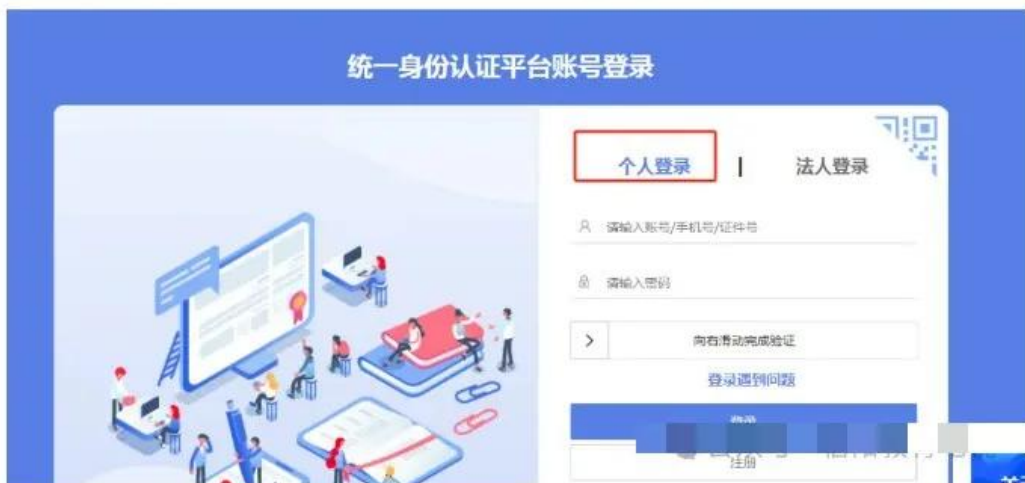 统一身份认证平台账号登录
个人登录 | 法人登录
请输入账号/手机号/证件号
请输入密码
> 向右滑动完成验证
登录遇到问题
登录
注册